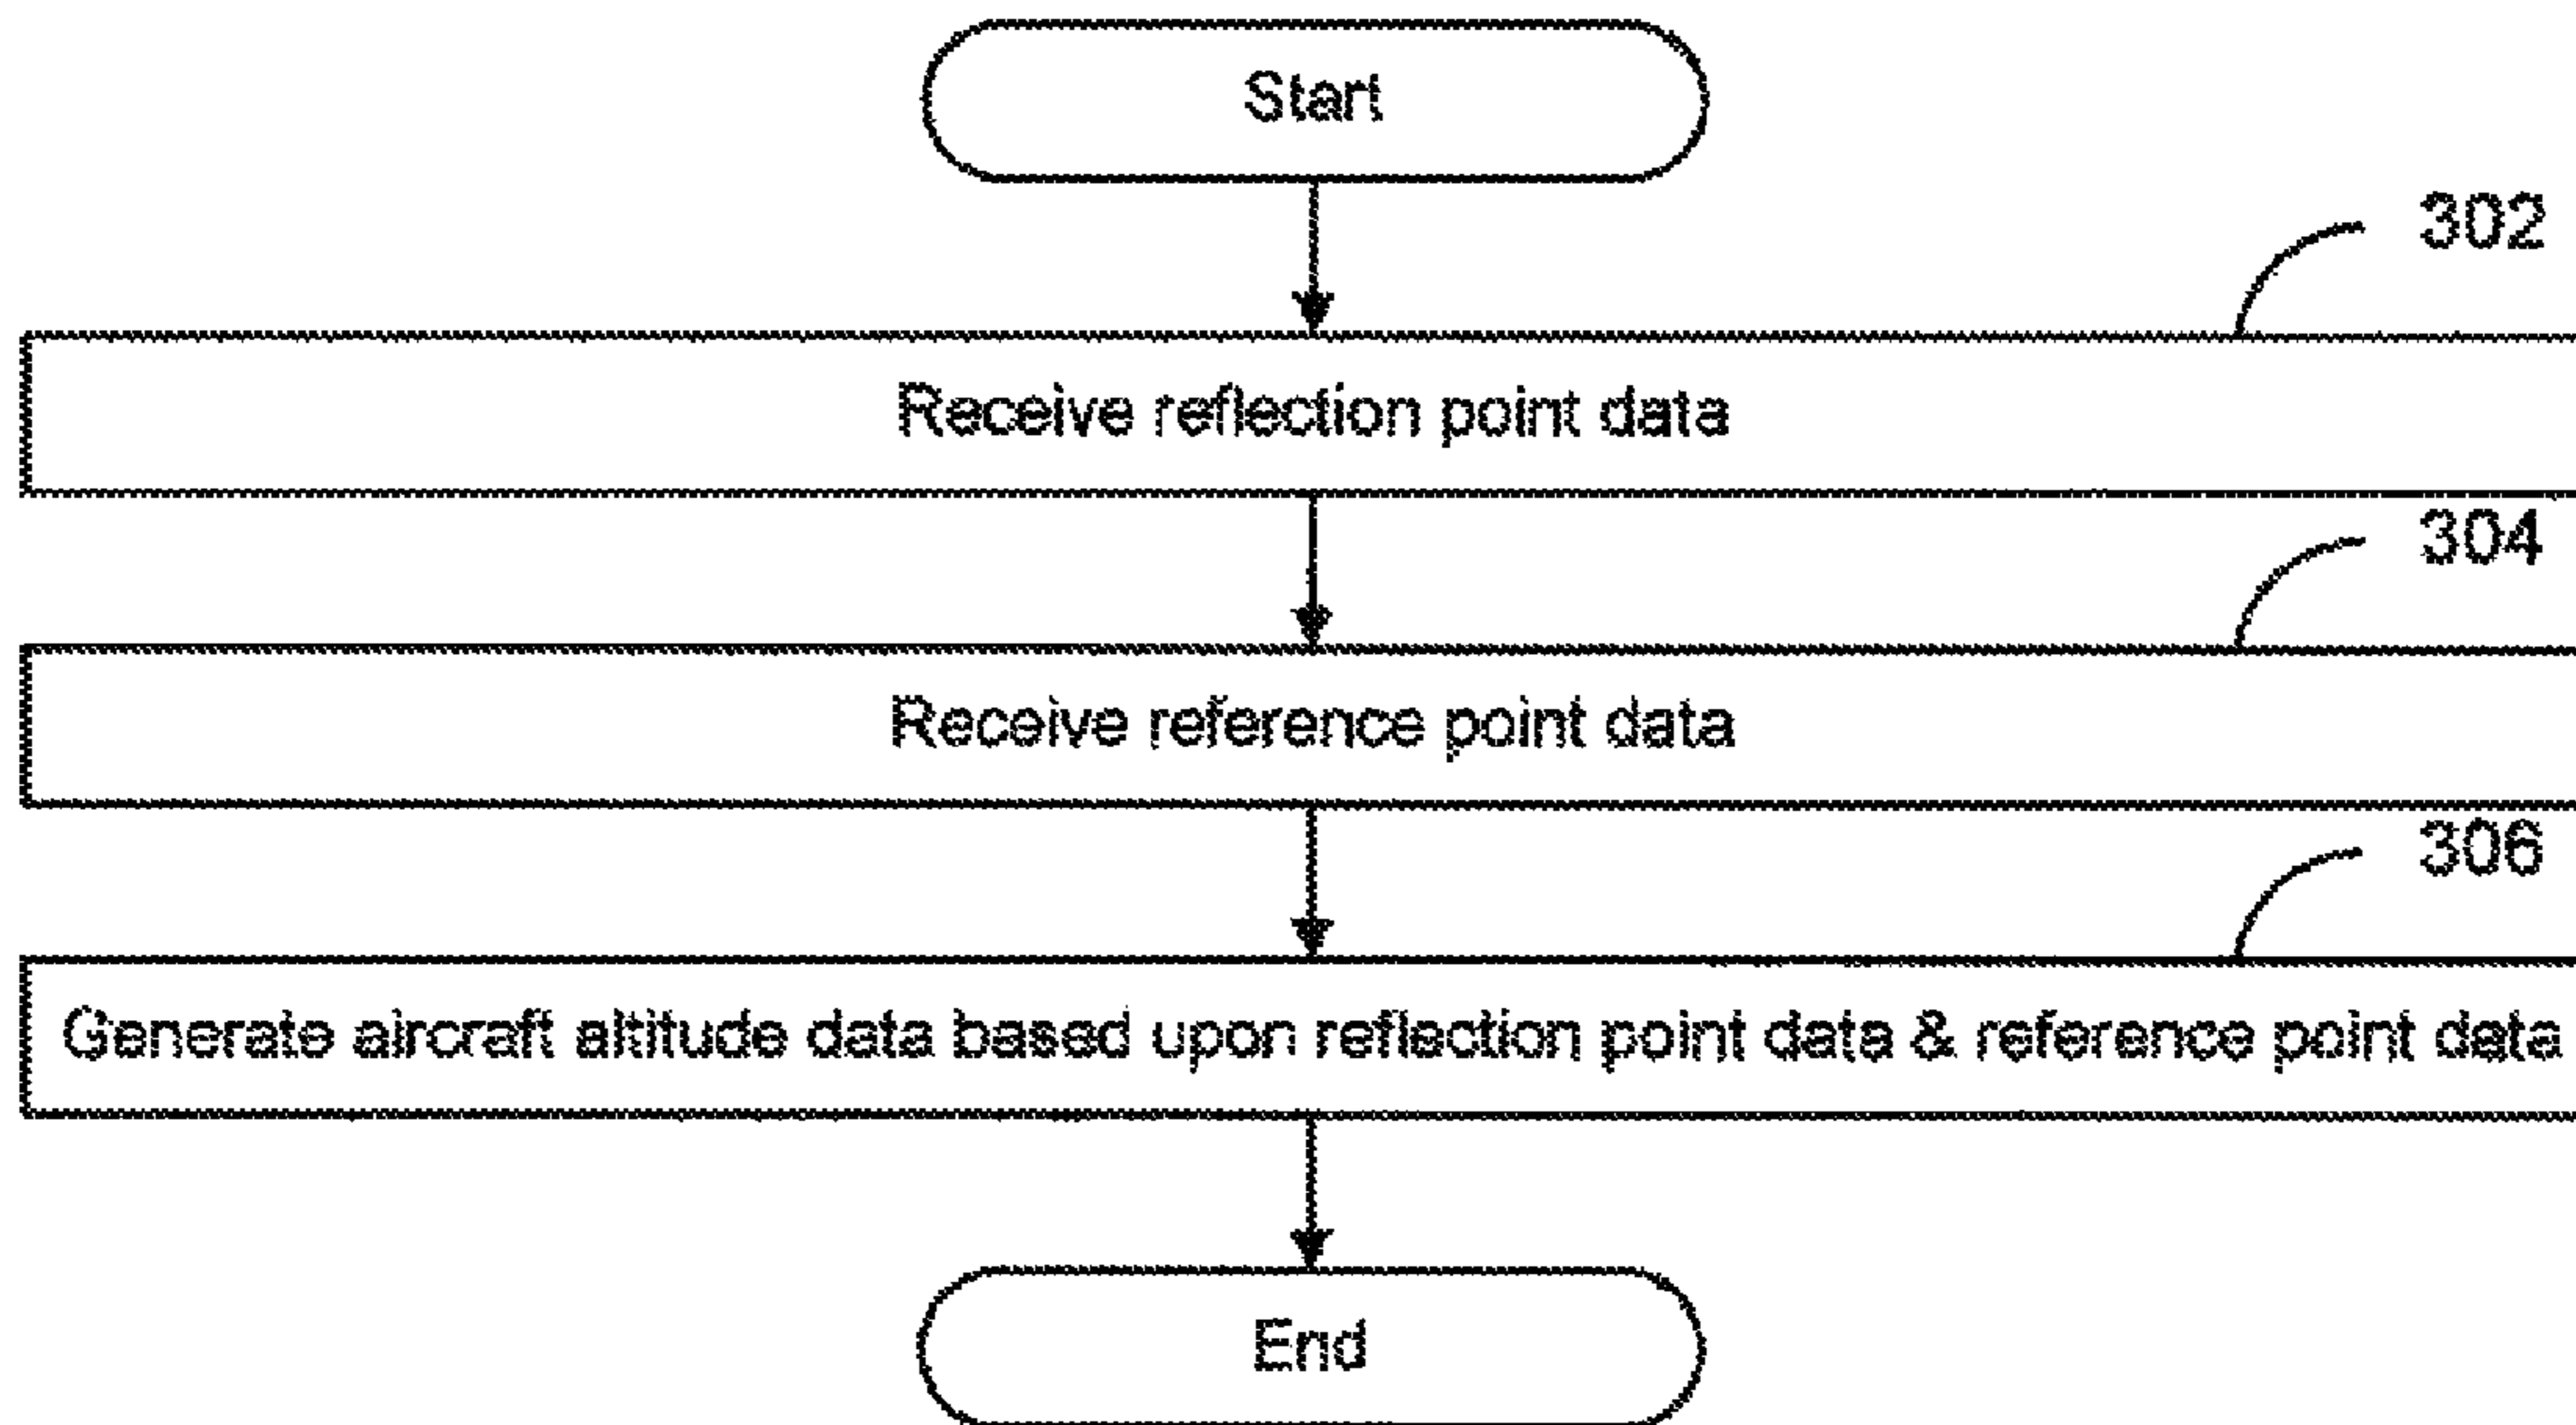 Start
302
Receive reflection point data
304
Receive reference point data
306
Generate aircraft altitude data based upon reflection point data & reference point data
End